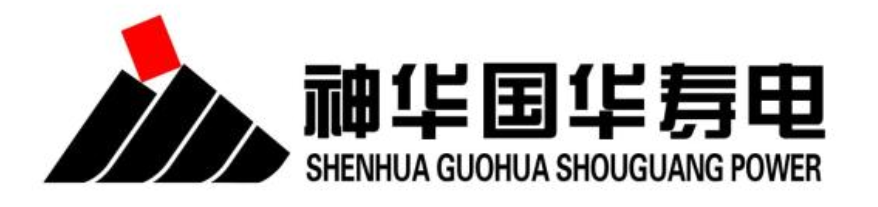 神华国华寿电
SHENHUA GUOHUA SHOUGUANG POWER